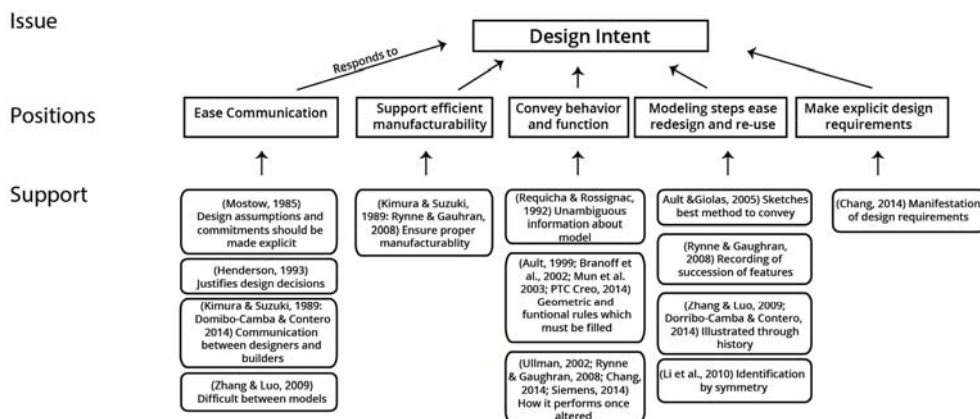 Issue
Design Intent
Responds to
Positions
Ease Communication
Support efficient
manufacturability
Convey behavior
and function
Modeling steps ease
redesign and re-use
Make explicit design
requirements
Support
(Mostow, 1985)
Design assumptions and
commitments should be
made explicit
(Henderson, 1993)
Justifies design decisions
(Kimura & Suzuki, 1989:
Domibo-Camba & Contero
2014) Communication
between designers and
builders
(Zhang & Luo, 2009)
Difficult between models
(Kimura & Suzuki,
1989: Rynne & Gauhran,
2008) Ensure proper
manufacturablity
(Requicha & Rossignac,
1992) Unambiguous
information about
model
(Ault, 1999; Branoff et
al., 2002; Mun et al.
2003; PTC Creo, 2014)
Geometric and
funtional rules which
must be filled
(Ullman, 2002; Rynne
& Gaughran, 2008; Chang,
2014; Siemens, 2014)
How it performs once
altered
Ault &Giolas, 2005) Sketches
best method to convey
(Rynne & Gaughran,
2008) Recording of
succession of features
(Zhang & Luo, 2009;
Dorribo-Camba & Contero,
2014) Illustrated through
history
(Li et al., 2010) Identification
by symmetry
(Chang, 2014) Manifestation
of design requirements